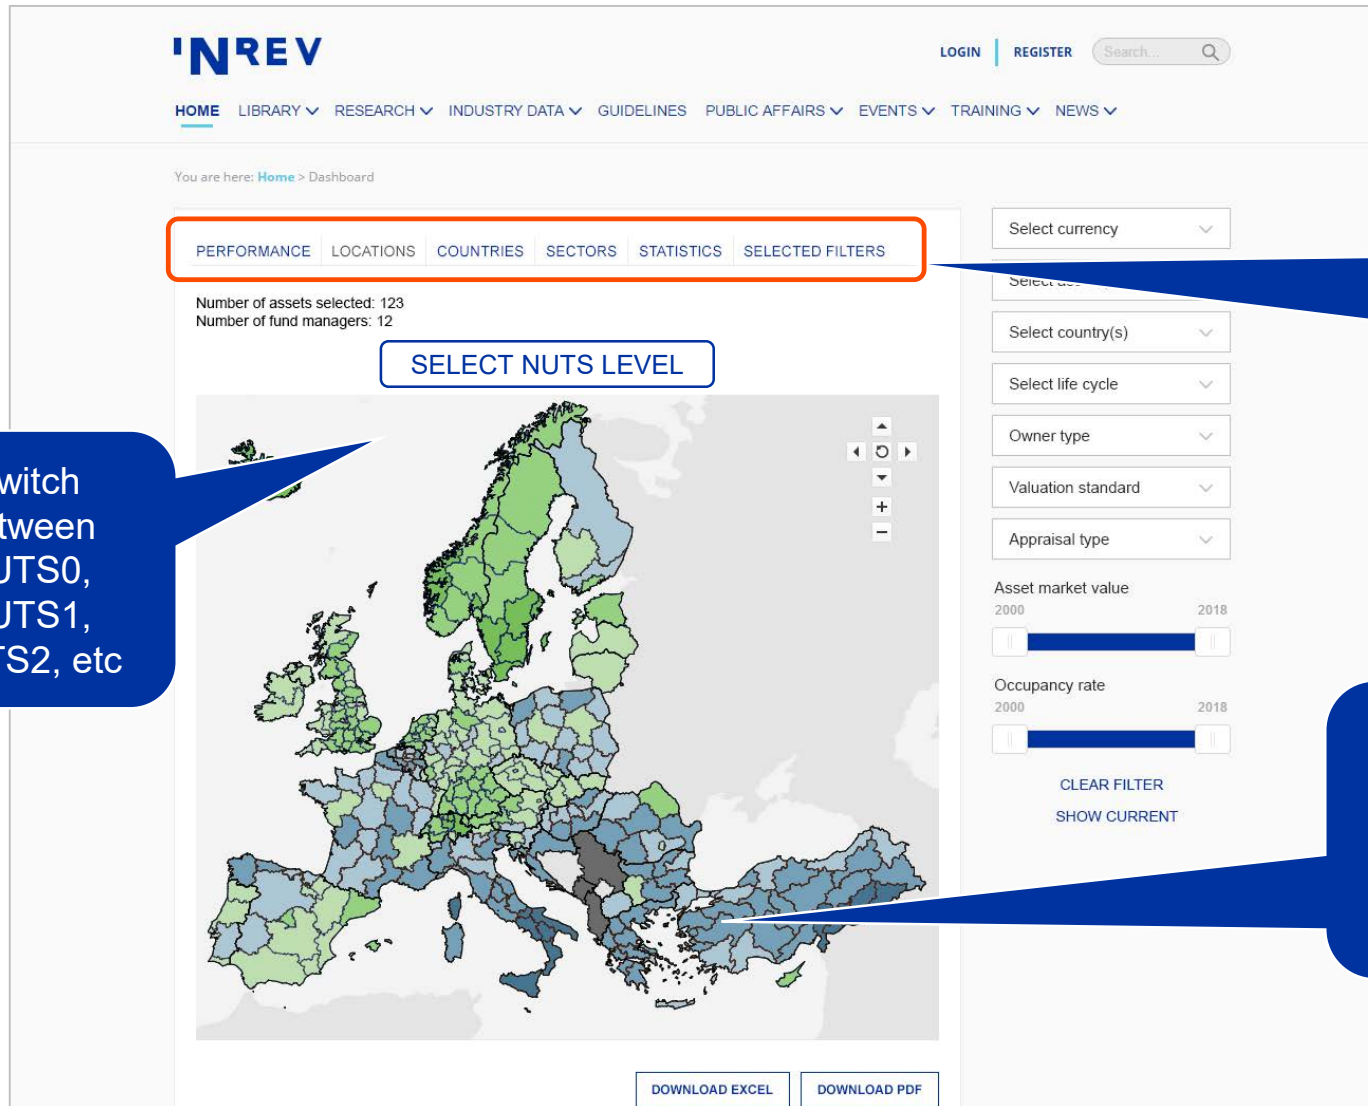 INREV
LOGIN REGISTER Search...
HOME LIBRARY RESEARCH INDUSTRY DATA GUIDELINES PUBLIC AFFAIRS EVENTS TRAINING NEWS
You are here: Home > Dashboard
PERFORMANCE LOCATIONS COUNTRIES SECTORS STATISTICS SELECTED FILTERS
Number of assets selected: 123
Number of fund managers: 12
SELECT NUTS LEVEL
witch
tween
UTS0,
UTS1,
TS2, etc
Select currency
Select
Select country(s)
Select life cycle
Owner type
Valuation standard
Appraisal type
Asset market value
2000 2018
Occupancy rate
2000 2018
CLEAR FILTER
SHOW CURRENT
DOWNLOAD EXCEL DOWNLOAD PDF